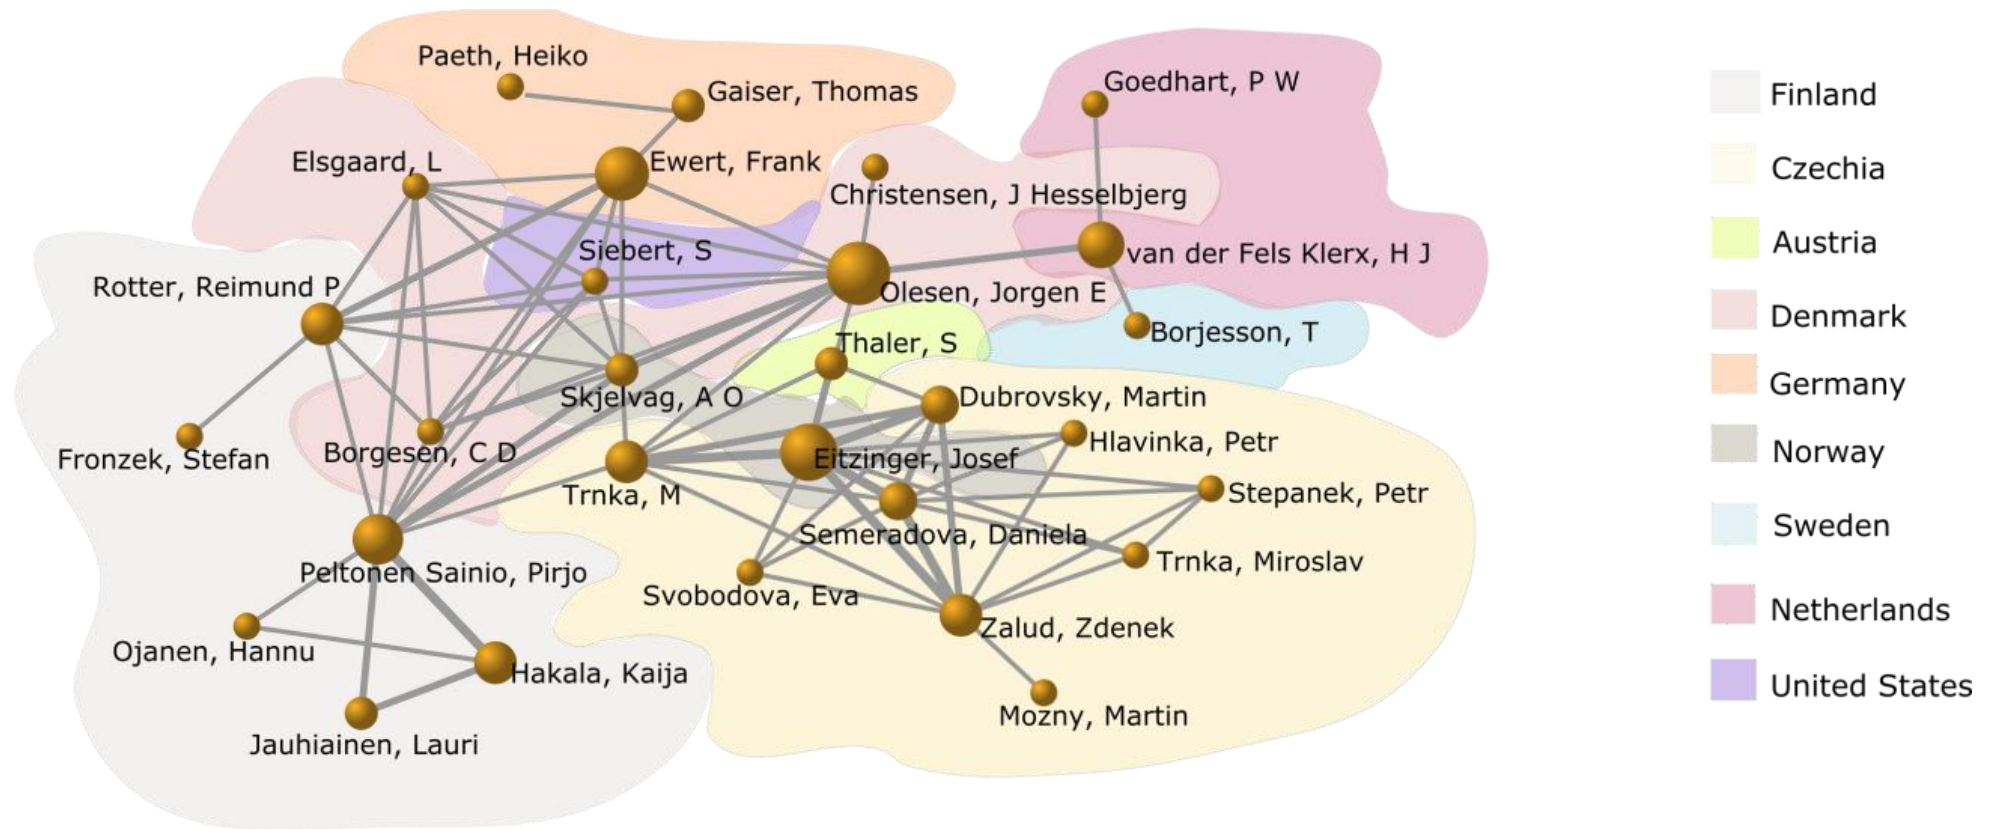 Paeth, Heiko
Gaiser, Thomas
Goedhart, P W
Elsgaard, L
Ewert, Frank
Christensen, J Hesselbjerg
Siebert, S
van der Fels Klerx, H J
Rotter, Reimund P
Olesen, Jorgen E
Borjesson, T
Thaler, S
Skjelvag, A O
Dubrovsky, Martin
Fronzek, Stefan
Borgesen, C D
Eitzinger, Josef
Hlavinka, Petr
Trnka, M
Stepanek, Petr
Semeradova, Daniela
Trnka, Miroslav
Peltonen Sainio, Pirjo
Svobodova, Eva
Zalud, Zdenek
Ojanen, Hannu
Hakala, Kaija
Mozny, Martin
Jauhiainen, Lauri
Finland
Czechia
Austria
Denmark
Germany
Norway
Sweden
Netherlands
United States